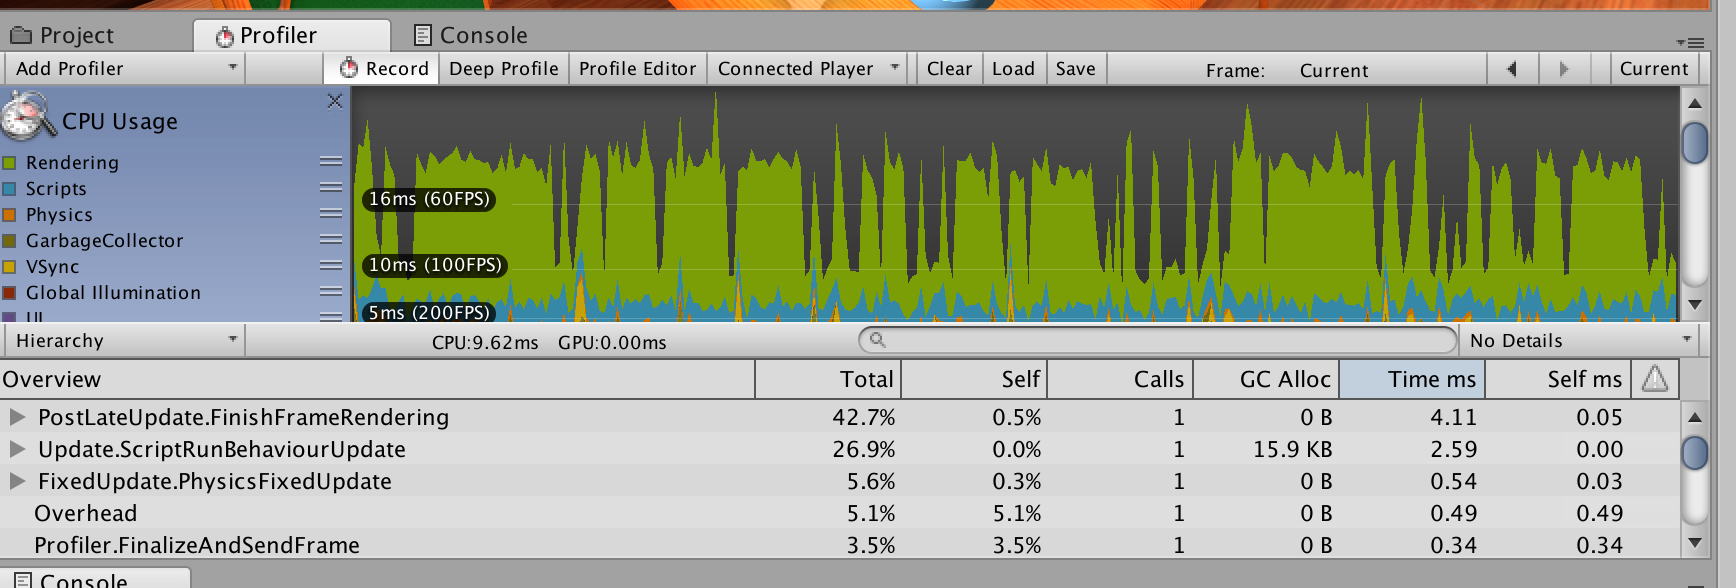 Project Profiler Console
Add Profiler Record Deep Profile Profile Editor Connected Player Clear Load Save Frame: Current Current
CPU Usage
Rendering
Scripts
Physics
GarbageCollector
VSync
Global Illumination
UI
16ms (60FPS)
10ms (100FPS)
5ms (200FPS)
Hierarchy CPU:9.62ms GPU:0.00ms No Details
Overview Total Self Calls GC Alloc Time ms Self ms
PostLateUpdate.FinishFrameRendering 42.7% 0.5% 1 0 B 4.11 0.05
Update.ScriptRunBehaviourUpdate 26.9% 0.0% 1 15.9 KB 2.59 0.00
FixedUpdate.PhysicsFixedUpdate 5.6% 0.3% 1 0 B 0.54 0.03
Overhead 5.1% 5.1% 1 0 B 0.49 0.49
Profiler.FinalizeAndSendFrame 3.5% 3.5% 1 0 B 0.34 0.34
Console